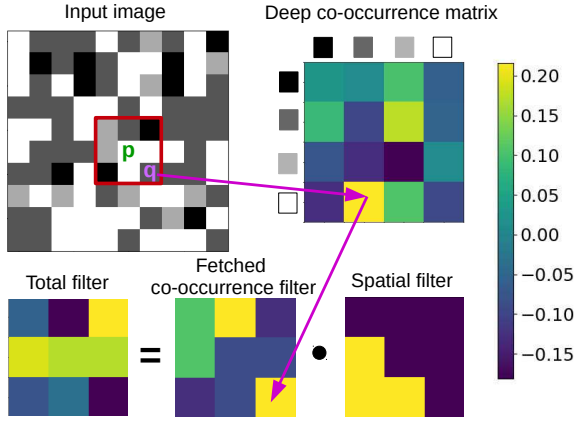 Input image
Deep co-occurrence matrix
p
q
0.20
0.15
0.10
0.05
0.00
−0.05
−0.10
−0.15
Total filter
Fetched
co-occurrence filter
Spatial filter
=